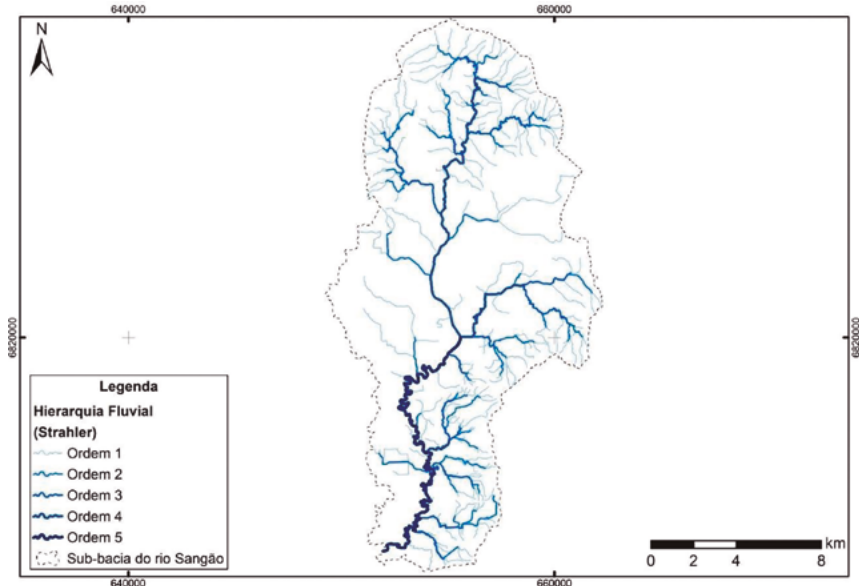 640000
660000
N
6820000
6820000
Legenda
Hierarquia Fluvial
(Strahler)
Ordem 1
Ordem 2
Ordem 3
Ordem 4
Ordem 5
Sub-bacia do rio Sangão
km
0 2 4 8
640000
660000